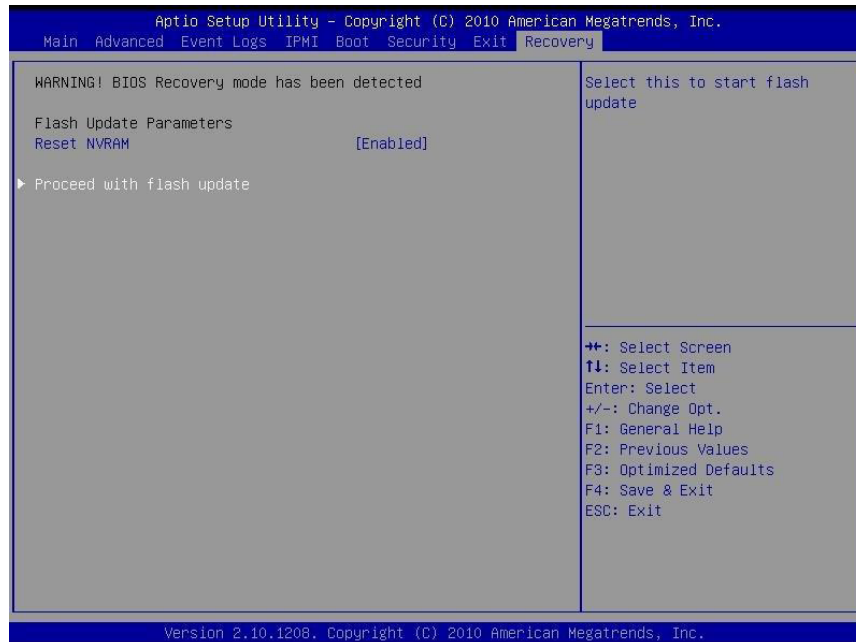 Aptio Setup Utility – Copyright (C) 2010 American Megatrends, Inc.
Main Advanced Event Logs IPMI Boot Security Exit Recovery
WARNING! BIOS Recovery mode has been detected
Flash Update Parameters
Reset NVRAM [Enabled]
▶ Proceed with flash update
Select this to start flash
update
→←: Select Screen
↑↓: Select Item
Enter: Select
+/-: Change Opt.
F1: General Help
F2: Previous Values
F3: Optimized Defaults
F4: Save & Exit
ESC: Exit
Version 2.10.1208. Copyright (C) 2010 American Megatrends, Inc.